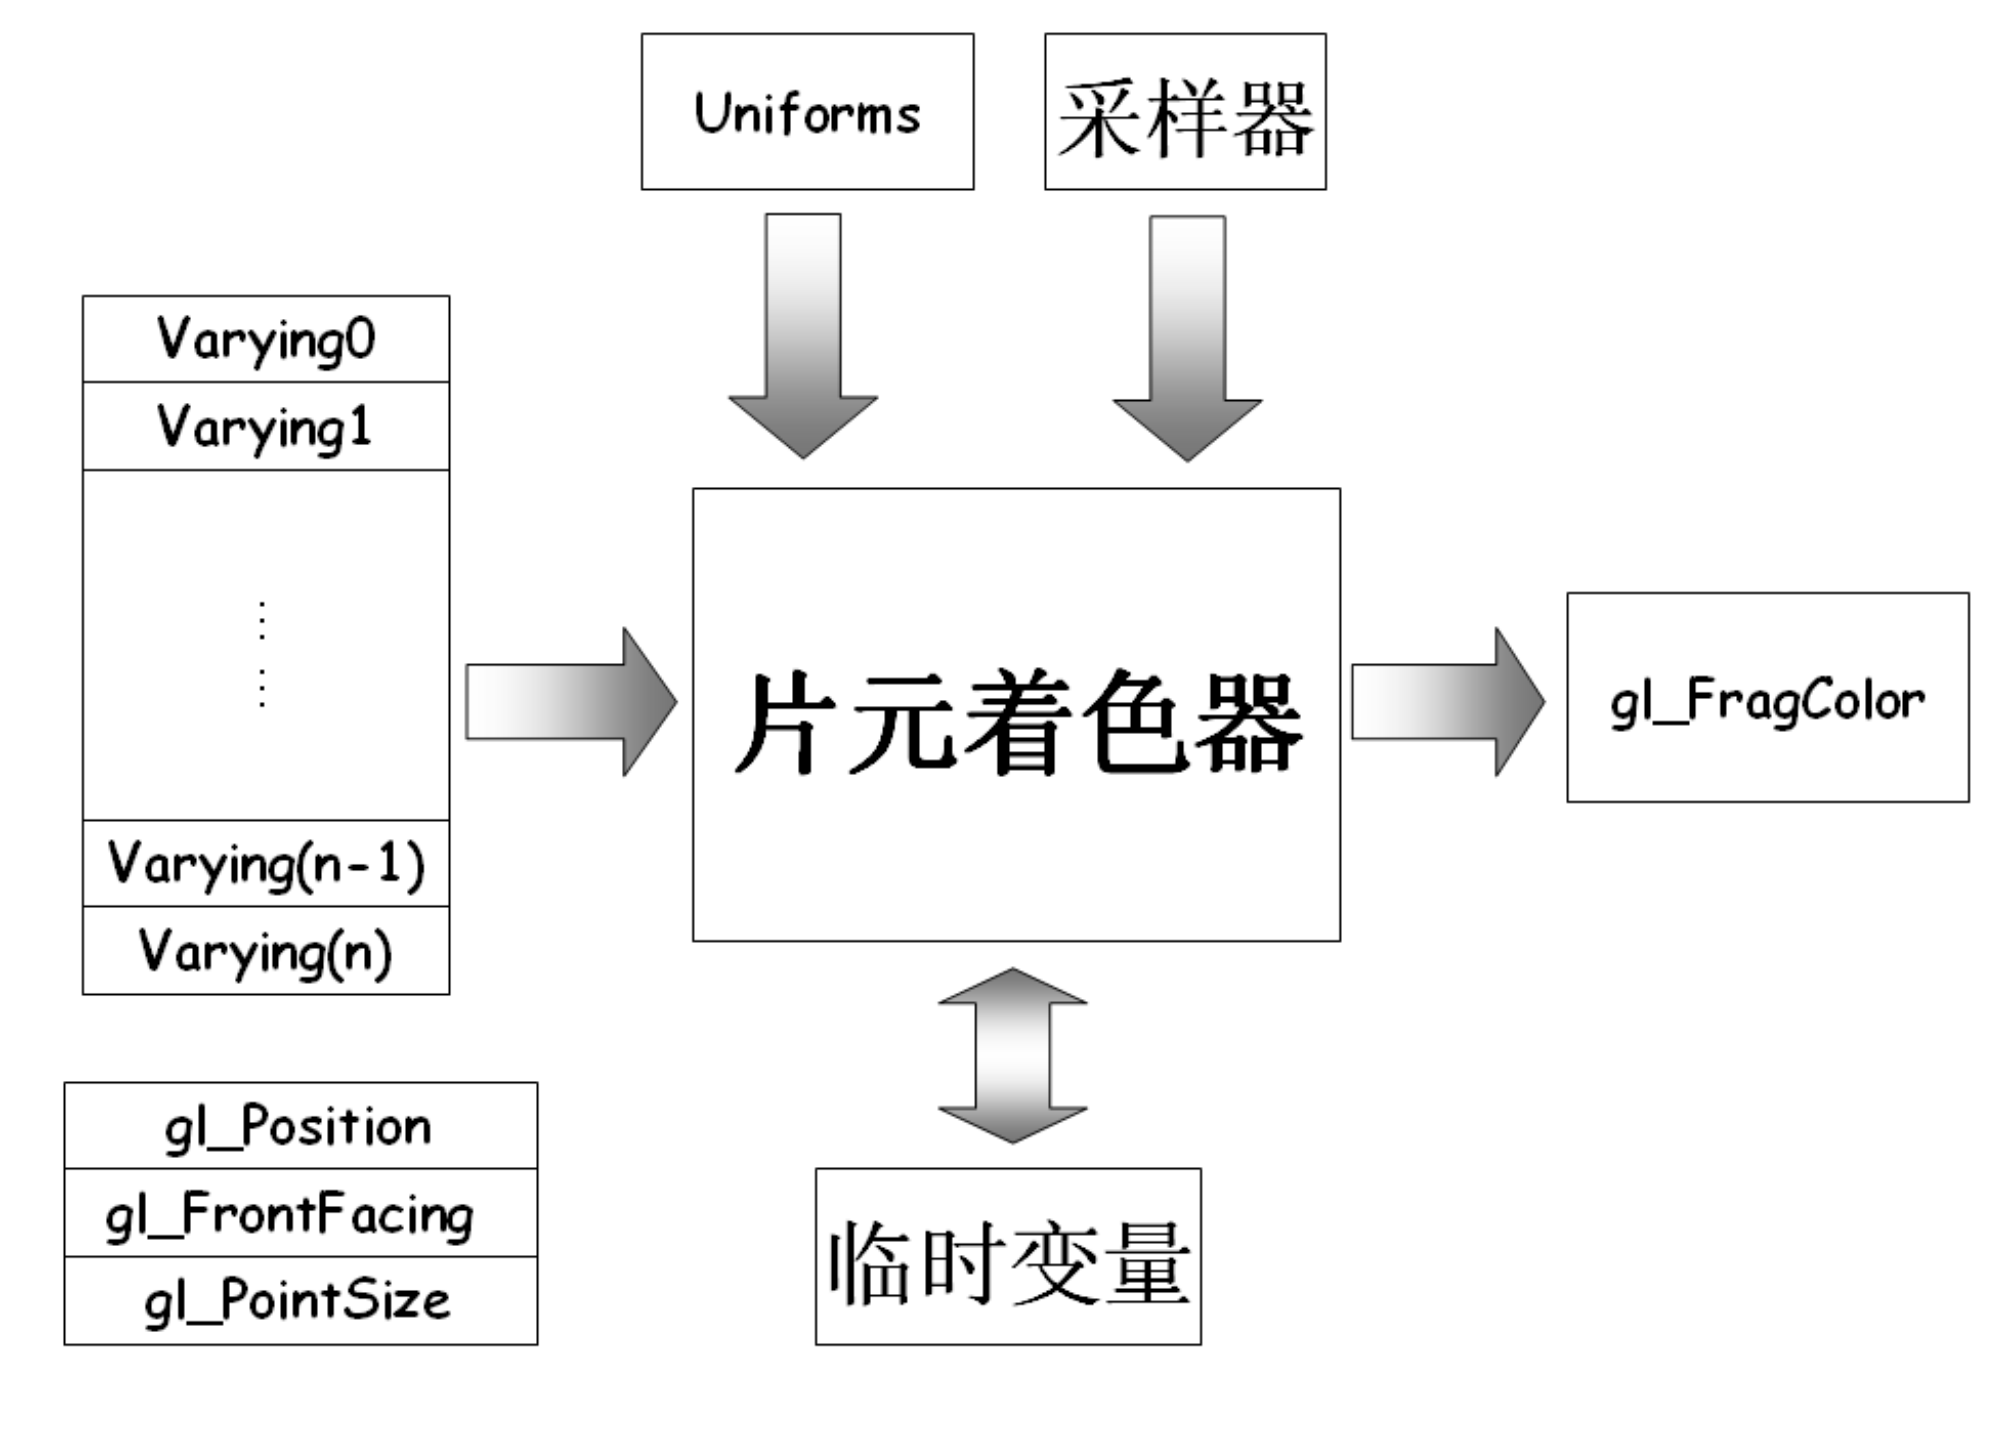 Uniforms
采样器
Varying0
Varying1
⋮
⋮
Varying(n-1)
Varying(n)
片元着色器
gl_FragColor
gl_Position
gl_FrontFacing
gl_PointSize
临时变量